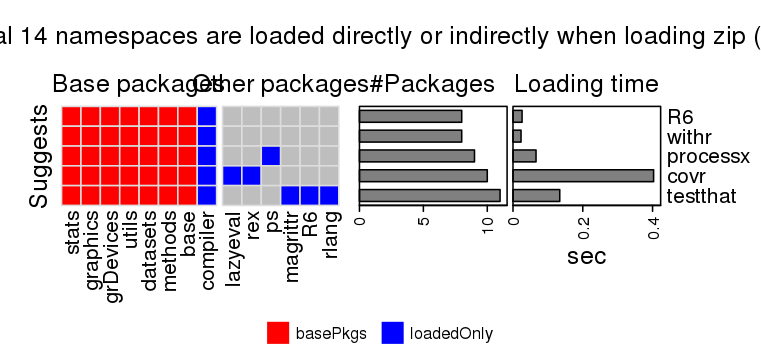 al 14 namespaces are loaded directly or indirectly when loading zip (
Base packages Other packages #Packages Loading time
Suggests
R6
withr
processx
covr
testthat
stats graphics grDevices utils datasets methods base compiler lazyeval rex ps magrittr R6 rlang
0 5 10 0 0.2 0.4
sec
basePkgs loadedOnly